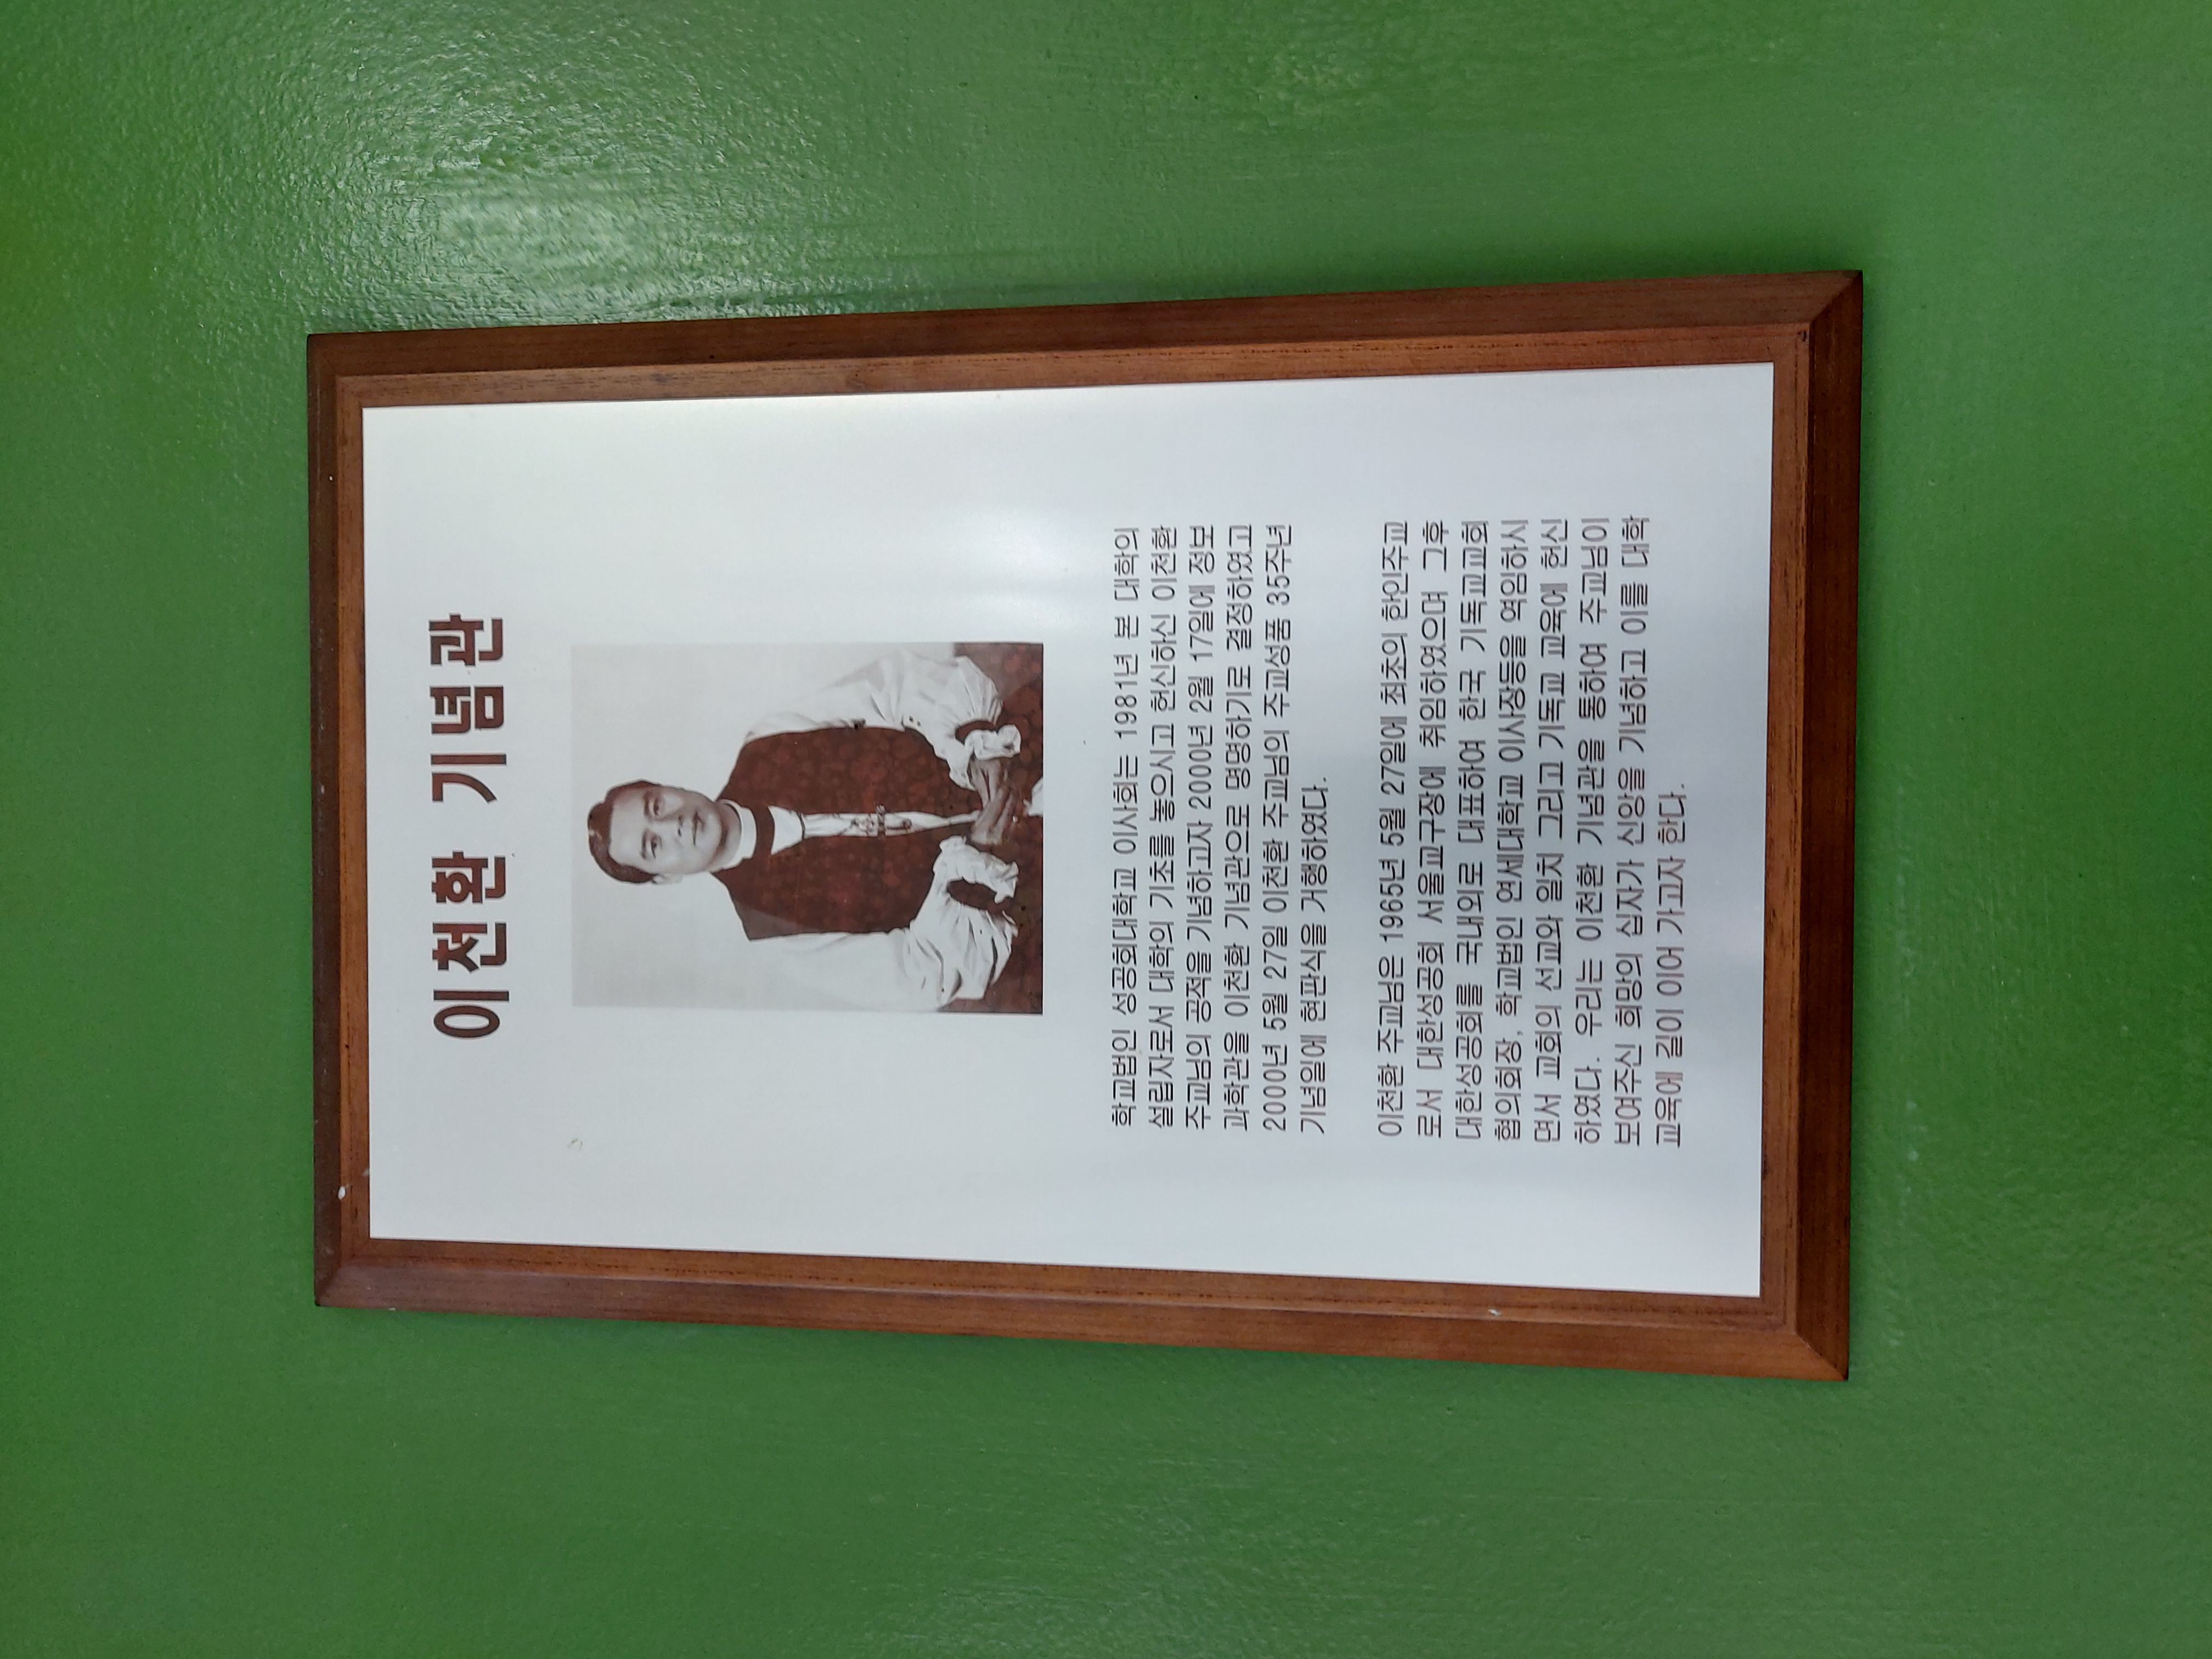 이천환 기념관
학교법인 성공회대학교 이사회는 1981년 본 대학의
설립자로서 대학의 기초를 놓으시고 헌신하신 이천환
주교님의 공적을 기념하고자 2000년 2월 17일에 정보
과학관을 이천환 기념관으로 명명하기로 결정하였고
2000년 5월 27일 이천환 주교님의 주교성품 35주년
기념일에 현판식을 거행하였다.
이천환 주교님은 1965년 5월 27일에 최초의 한인주교
로서 대한성공회 서울교구장에 취임하였으며 그후
대한성공회를 국내외로 대표하여 한국 기독교교회
협의회장, 학교법인 연세대학교 이사장등을 역임하시
면서 교회의 선교와 일치 그리고 기독교 교육에 헌신
하였다. 우리는 이천환 기념관을 통하여 주교님이
보여주신 희망의 십자가 신앙을 기념하고 이를 대학
교육에 길이 이어 가고자 한다.